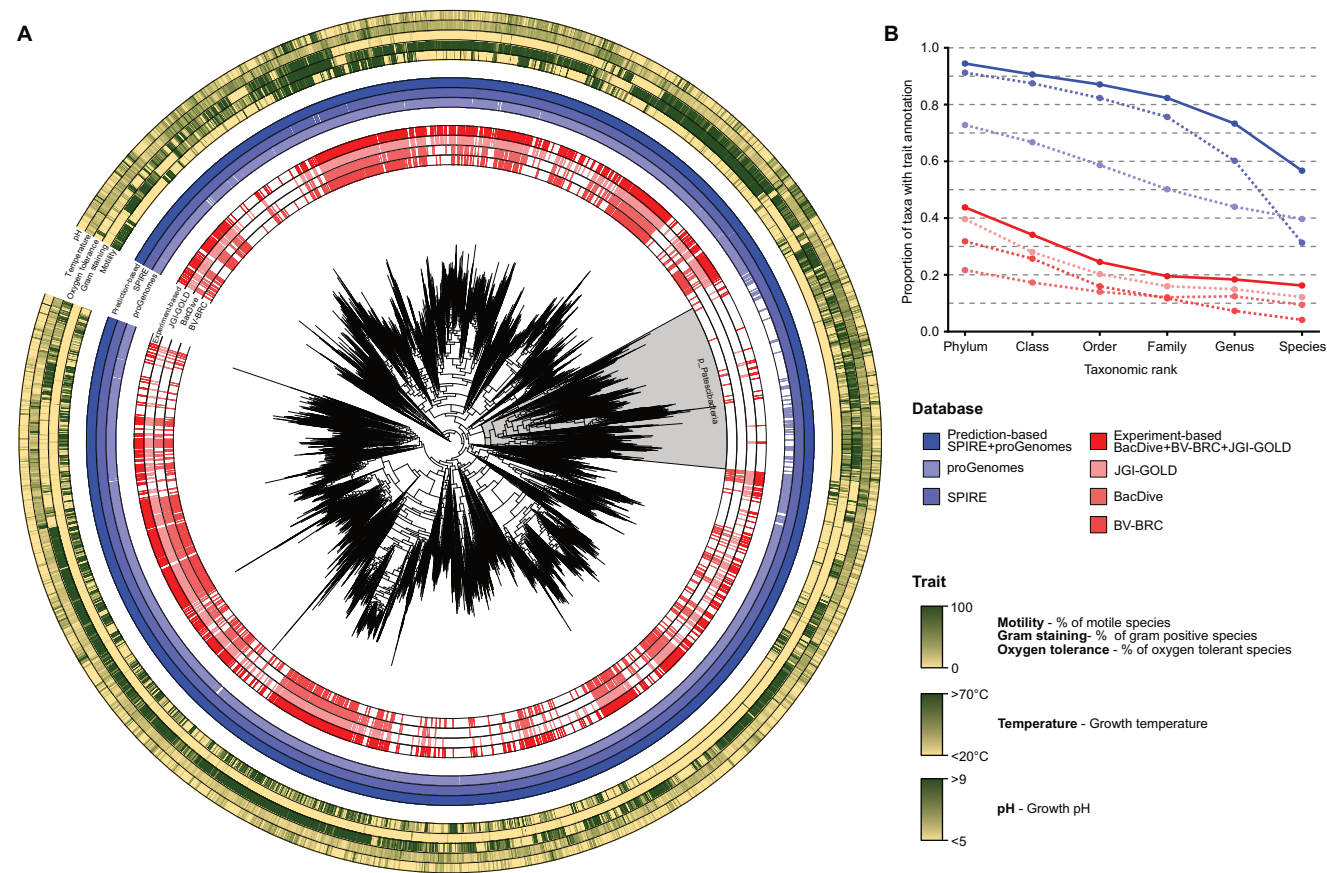 A
pH
Temperature
Oxygen tolerance
Gram staining
Motility
Prediction-based
SPIRE
proGenomes
Experiment-based
JGI-GOLD
BacDive
BV-BRC
p_Patescibacteria
B
Proportion of taxa with trait annotation
1.0
0.8
0.6
0.4
0.2
0.0
Phylum
Class
Order
Family
Genus
Species
Taxonomic rank
Database
Prediction-based
SPIRE+proGenomes
proGenomes
SPIRE
Experiment-based
BacDive+BV-BRC+JGI-GOLD
JGI-GOLD
BacDive
BV-BRC
Trait
100
0
Motility - % of motile species
Gram staining- % of gram positive species
Oxygen tolerance - % of oxygen tolerant species
>70°C
<20°C
Temperature - Growth temperature
>9
<5
pH - Growth pH